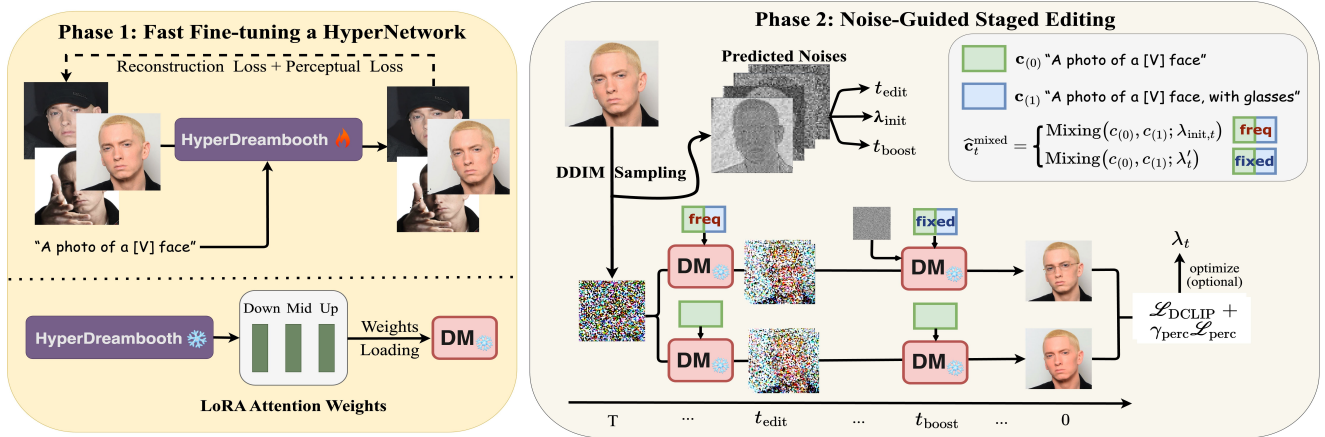 Phase 1: Fast Fine-tuning a HyperNetwork
Reconstruction Loss + Perceptual Loss
HyperDreambooth
“A photo of a [V] face”
HyperDreambooth
Down Mid Up
Weights
Loading
DM
LoRA Attention Weights
Phase 2: Noise-Guided Staged Editing
Predicted Noises
t_edit
λ_init
t_boost
DDIM Sampling
c_(0) “A photo of a [V] face”
c_(1) “A photo of a [V] face, with glasses”
ĉ_t^mixed = { Mixing(c_(0), c_(1); λ_init,t) freq
Mixing(c_(0), c_(1); λ'_t) fixed
freq
fixed
DM
DM
DM
DM
λ_t
optimize
(optional)
ℒ_DCLIP +
γ_perc ℒ_perc
T ... t_edit ... t_boost ... 0